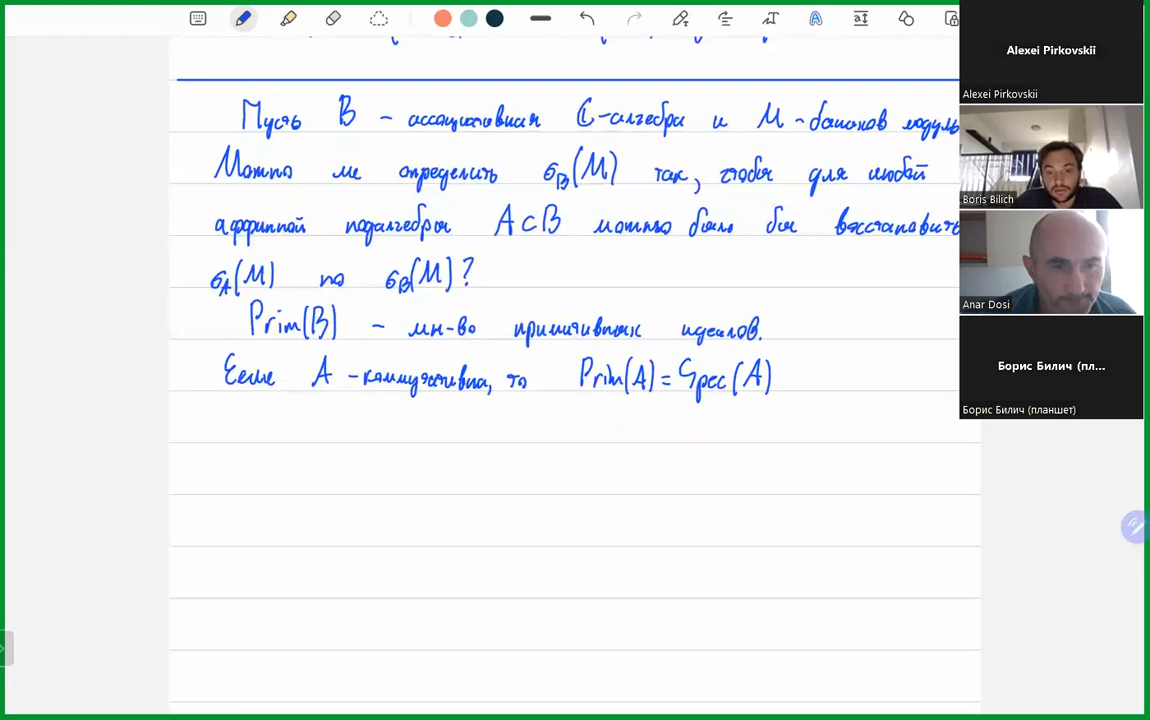 Пусть B - ассоциативная ℂ-алгебра и M - банахов модуль
Можно ли определить σ_B(M) так, чтобы для любой
аффинной подалгебры A ⊂ B можно было бы восстановить
σ_A(M) по σ_B(M)?
Prim(B) - мн-во примитивных идеалов.
Если A - коммутативна, то Prim(A) = Spec(A)
Alexei Pirkovskii
Alexei Pirkovskii
Boris Bilich
Anar Dosi
Борис Билич (пл...
Борис Билич (планшет)